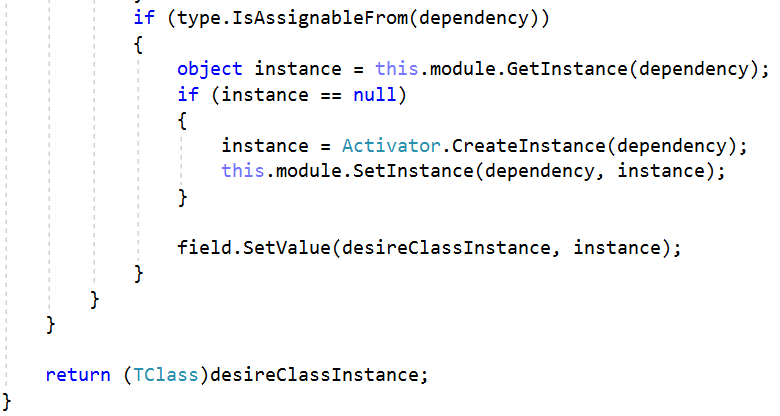 if (type.IsAssignableFrom(dependency))
{
object instance = this.module.GetInstance(dependency);
if (instance == null)
{
instance = Activator.CreateInstance(dependency);
this.module.SetInstance(dependency, instance);
}
field.SetValue(desireClassInstance, instance);
}
}
}
return (TClass)desireClassInstance;
}